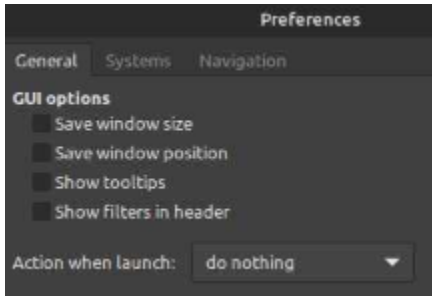 Preferences
General Systems Navigation
GUI options
Save window size
Save window position
Show tooltips
Show filters in header
Action when launch: do nothing